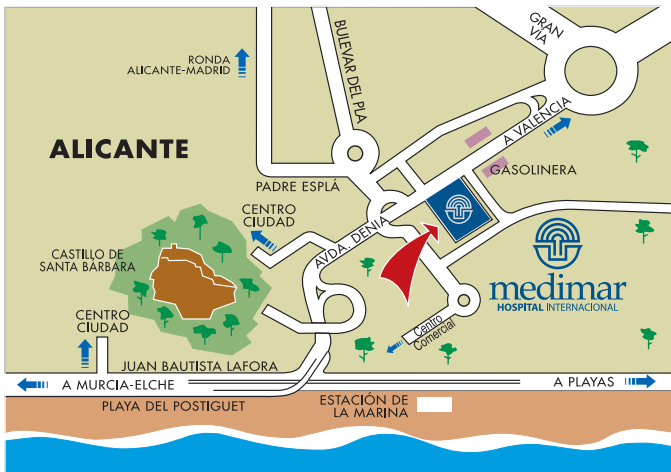 GRAN
VIA
BULEVAR DEL PLA
RONDA
ALICANTE-MADRID
A VALENCIA
ALICANTE
GASOLINERA
PADRE ESPLÁ
CENTRO
CIUDAD
AVDA. DENIA
CASTILLO DE
SANTA BÁRBARA
medimar
HOSPITAL INTERNACIONAL
CENTRO
CIUDAD
Centro
Comercial
JUAN BAUTISTA LAFORA
A MURCIA-ELCHE
A PLAYAS
PLAYA DEL POSTIGUET
ESTACIÓN DE
LA MARINA